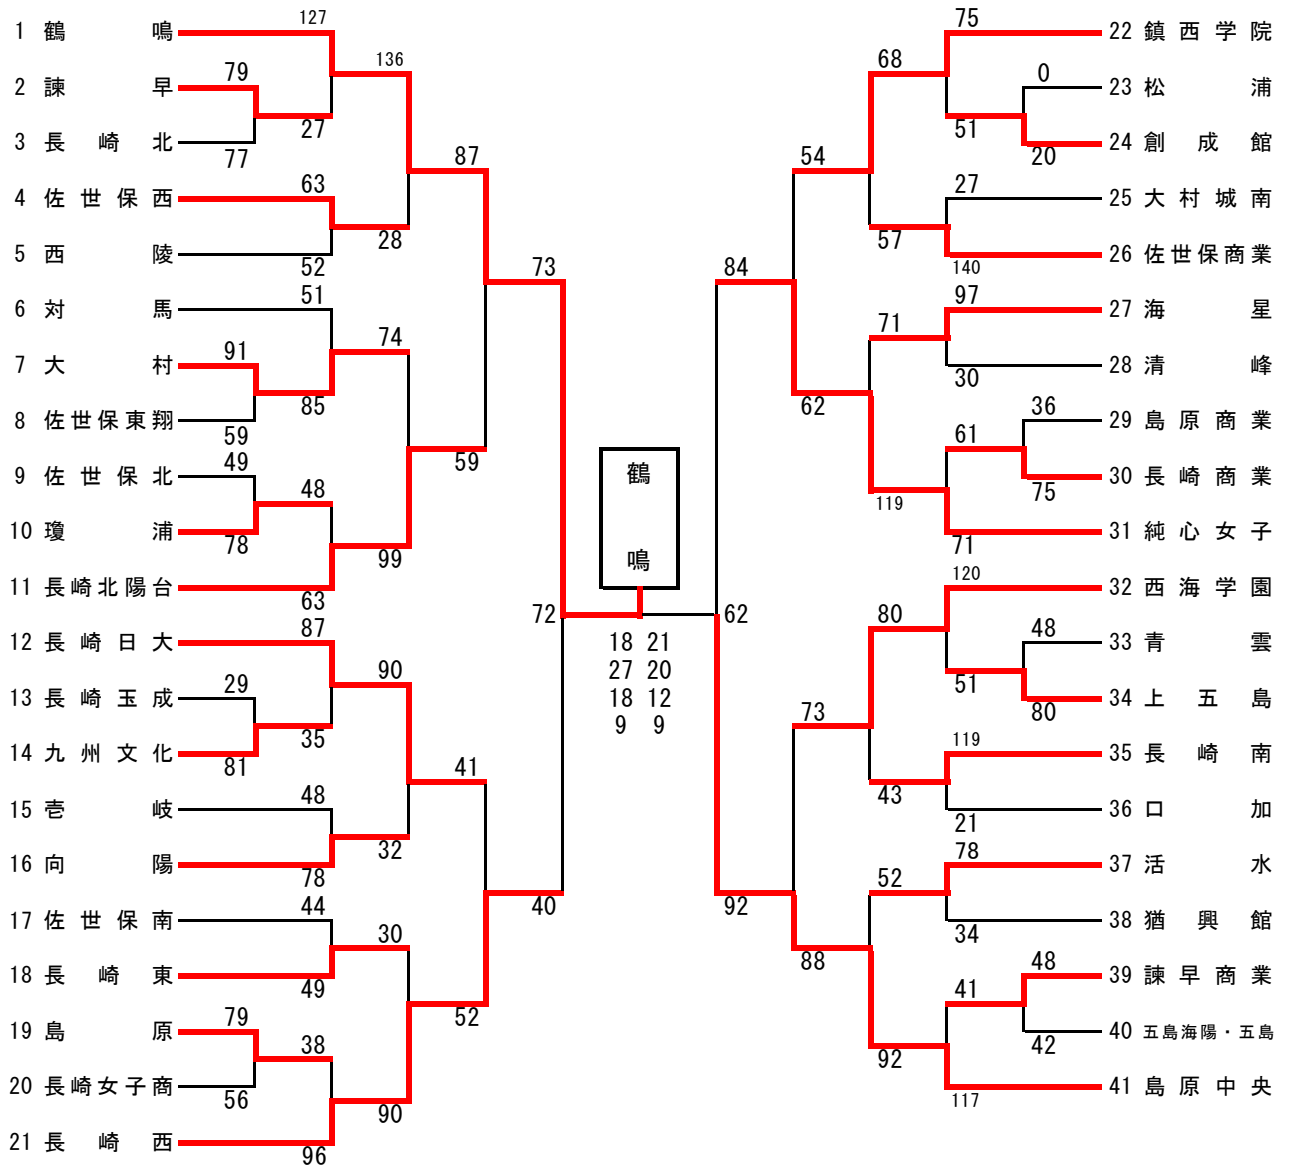 1 鶴鳴
2 諫早
3 長崎北
4 佐世保西
5 西陵
6 対馬
7 大村
8 佐世保東翔
9 佐世保北
10 瓊浦
11 長崎北陽台
12 長崎日大
13 長崎玉成
14 九州文化
15 壱岐
16 向陽
17 佐世保南
18 長崎東
19 島原
20 長崎女子商
21 長崎西
79
77
91
59
49
78
29
81
79
56
127
27
63
52
51
85
48
63
87
35
48
78
44
49
38
96
136
28
74
99
90
32
30
90
87
59
41
52
73
40
72
鶴鳴
18 21
27 20
18 12
9 9
62
84
92
54
62
73
88
68
57
71
119
80
43
52
92
75
51
27
140
97
30
61
71
120
51
119
21
78
34
41
117
0
20
36
75
48
80
48
42
22 鎮西学院
23 松浦
24 創成館
25 大村城南
26 佐世保商業
27 海星
28 清峰
29 島原商業
30 長崎商業
31 純心女子
32 西海学園
33 青雲
34 上五島
35 長崎南
36 口加
37 活水
38 猶興館
39 諫早商業
40 五島海陽・五島
41 島原中央